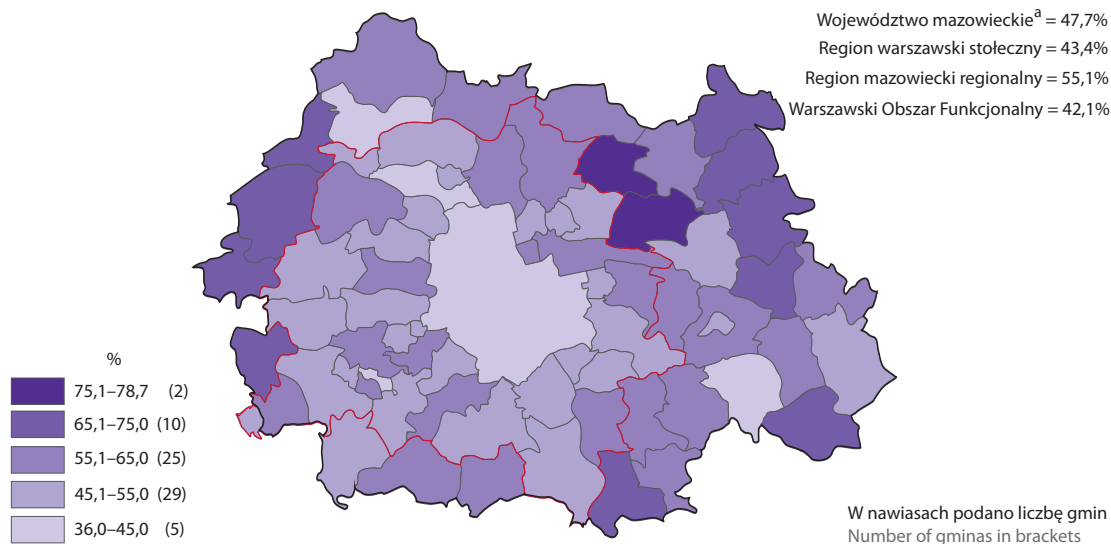 Województwo mazowieckieᵃ = 47,7%
Region warszawski stołeczny = 43,4%
Region mazowiecki regionalny = 55,1%
Warszawski Obszar Funkcjonalny = 42,1%
%
75,1–78,7 (2)
65,1–75,0 (10)
55,1–65,0 (25)
45,1–55,0 (29)
36,0–45,0 (5)
W nawiasach podano liczbę gmin
Number of gminas in brackets